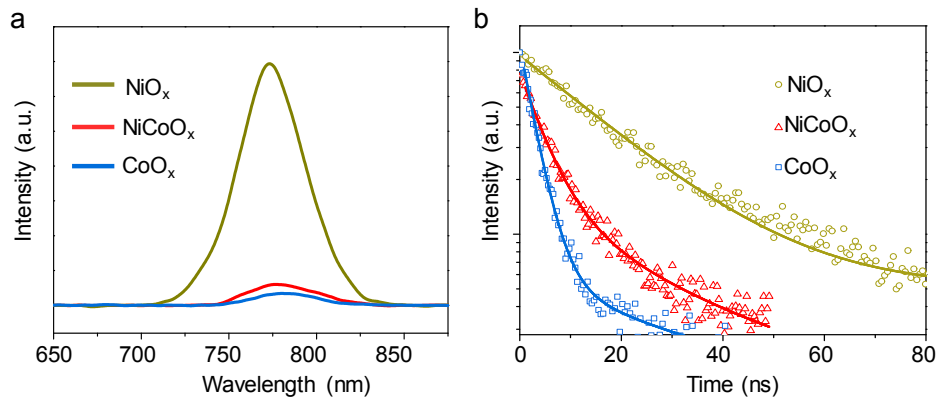 a
Intensity (a.u.)
NiOₓ
NiCoOₓ
CoOₓ
650
700
750
800
850
Wavelength (nm)
b
Intensity (a.u.)
NiOₓ
NiCoOₓ
CoOₓ
0
20
40
60
80
Time (ns)